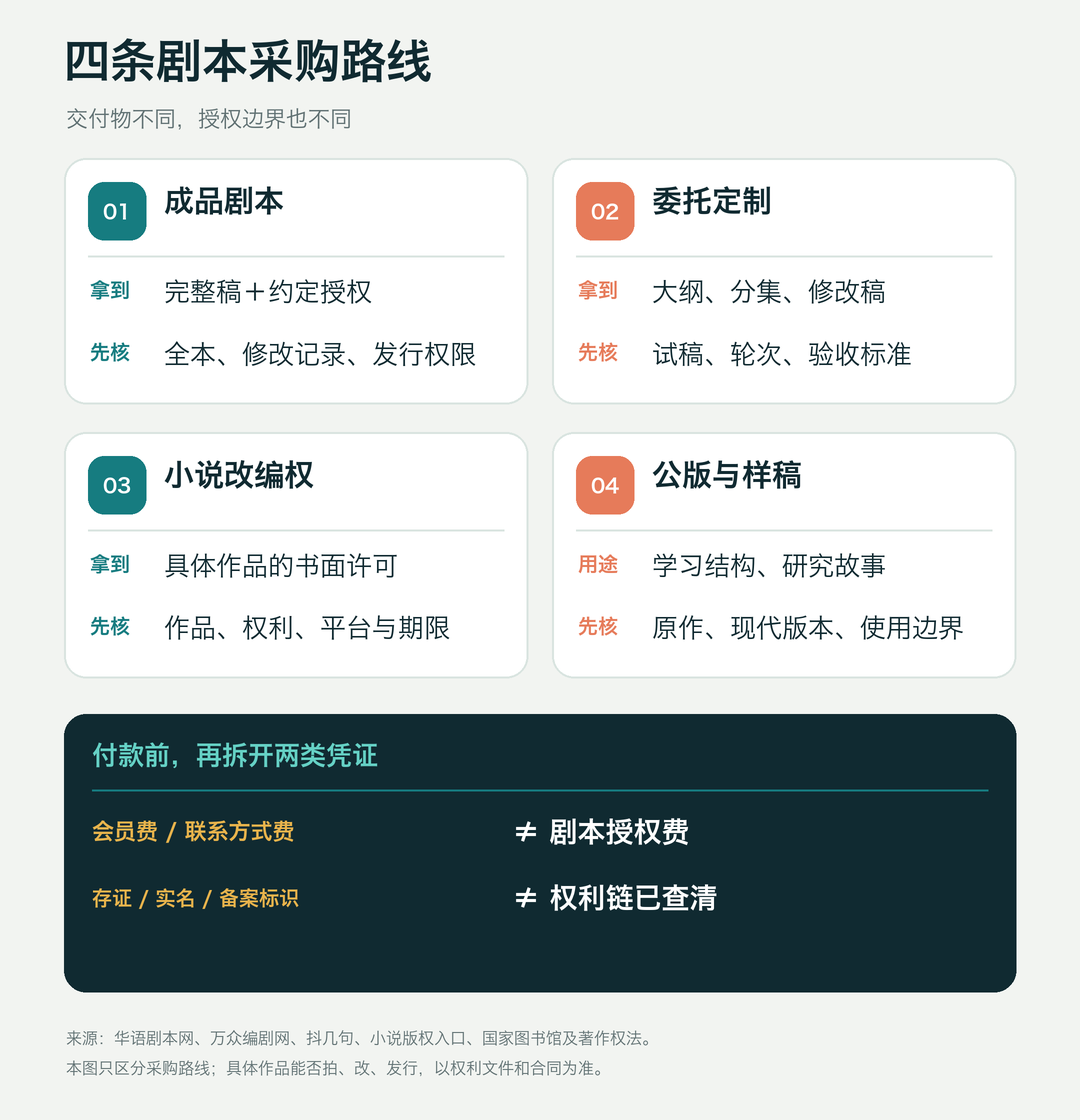 四条剧本采购路线
交付物不同，授权边界也不同
01 成品剧本
拿到 完整稿＋约定授权
先核 全本、修改记录、发行权限
02 委托定制
拿到 大纲、分集、修改稿
先核 试稿、轮次、验收标准
03 小说改编权
拿到 具体作品的书面许可
先核 作品、权利、平台与期限
04 公版与样稿
用途 学习结构、研究故事
先核 原作、现代版本、使用边界
付款前，再拆开两类凭证
会员费 / 联系方式费 ≠ 剧本授权费
存证 / 实名 / 备案标识 ≠ 权利链已查清
来源：华语剧本网、万众编剧网、抖几句、小说版权入口、国家图书馆及著作权法。
本图只区分采购路线；具体作品能否拍、改、发行，以权利文件和合同为准。